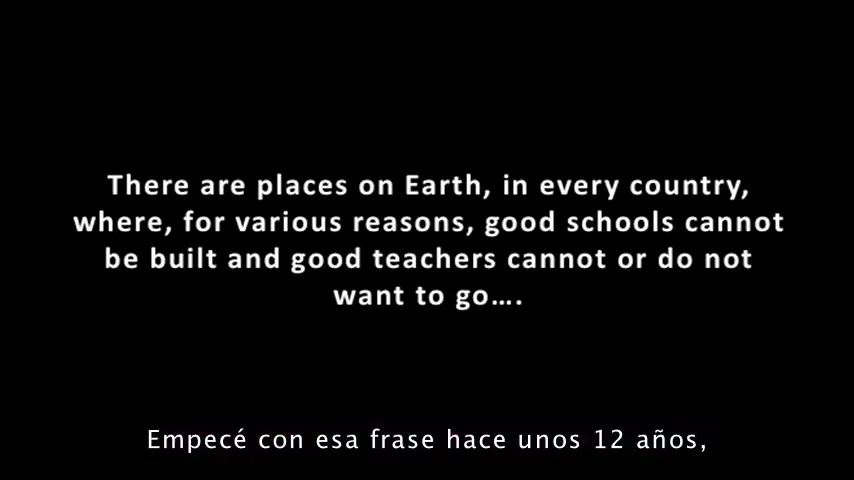 There are places on Earth, in every country,
where, for various reasons, good schools cannot
be built and good teachers cannot or do not
want to go….
Empecé con esa frase hace unos 12 años,